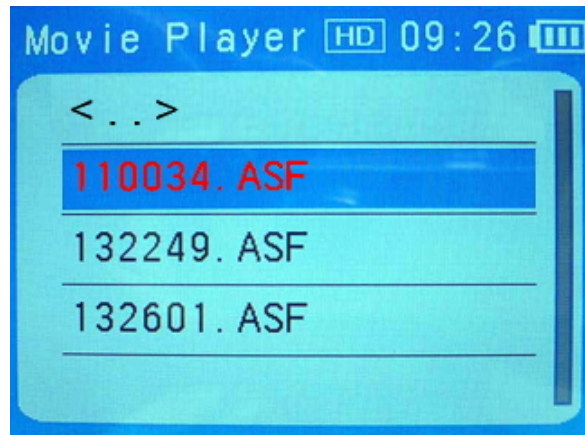 Movie Player HD 09:26
<..>
110034.ASF
132249.ASF
132601.ASF